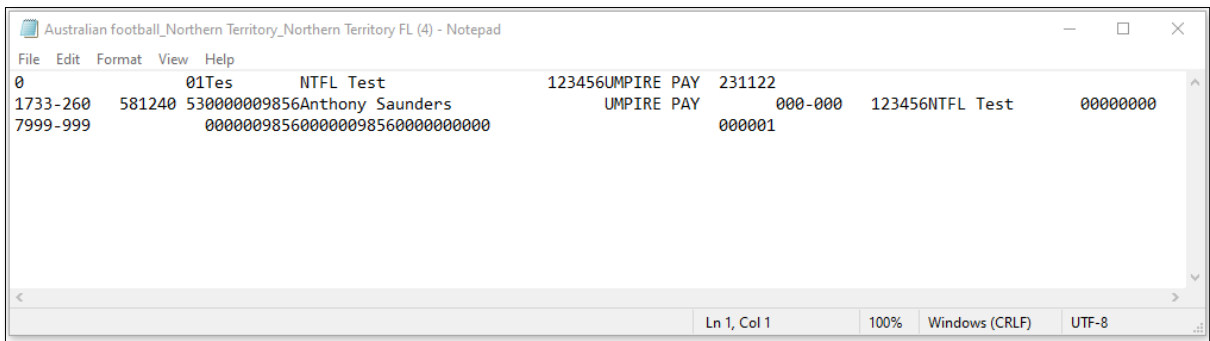 Australian football_Northern Territory_Northern Territory FL (4) - Notepad
File Edit Format View Help
0                 01Tes       NTFL Test                 123456UMPIRE PAY  231122
1733-260   581240 530000009856Anthony Saunders                UMPIRE PAY        000-000   123456NTFL Test       00000000
7999-999            000000985600000098560000000000                        000001
Ln 1, Col 1 100% Windows (CRLF) UTF-8